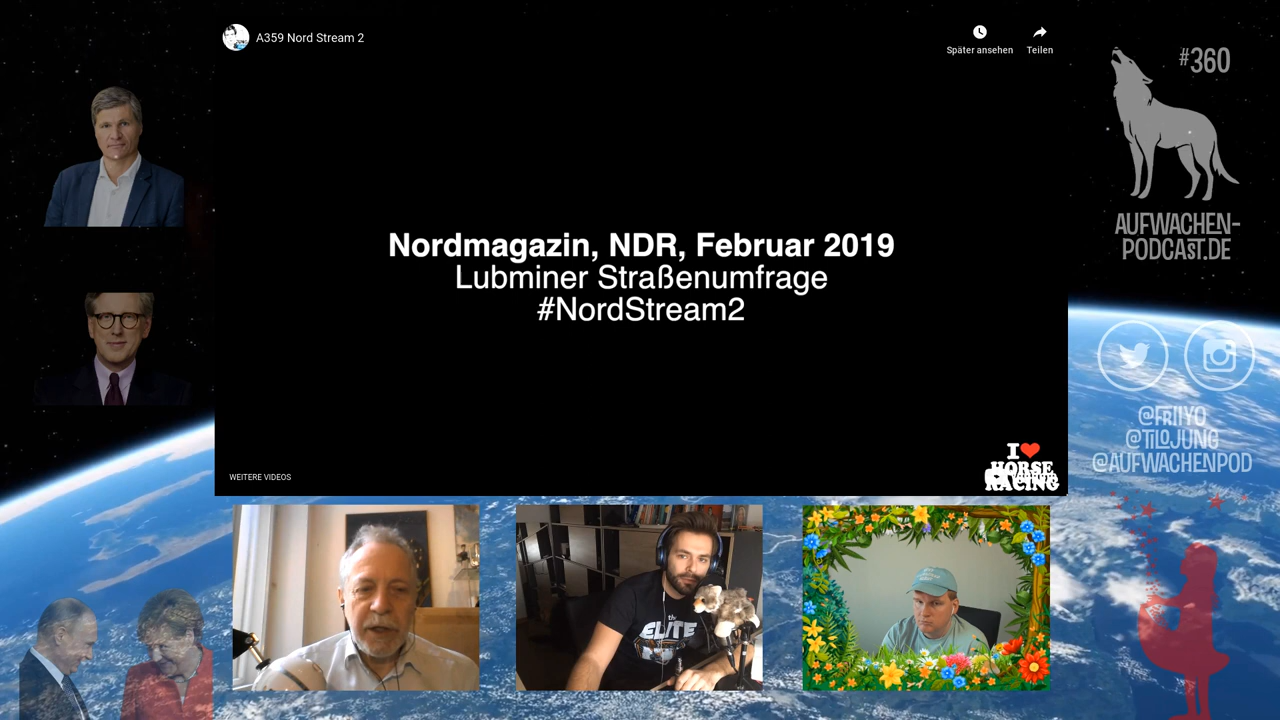 A359 Nord Stream 2
Später ansehen
Teilen
#360
Nordmagazin, NDR, Februar 2019
Lubminer Straßenumfrage
#NordStream2
AUFWACHEN-
PODCAST.DE
@FRIIYO
@TILOJUNG
@AUFWACHENPOD
WEITERE VIDEOS
I
HORSE
RACING
the
ELITE